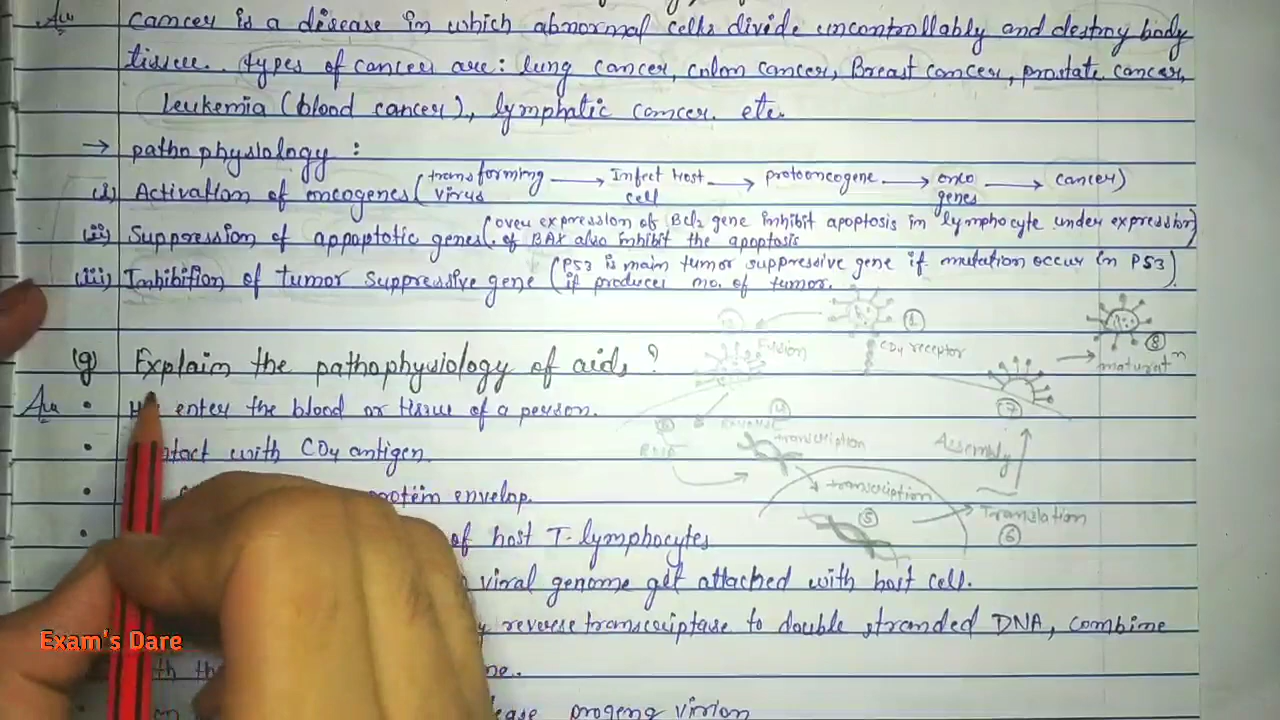 Ans cancer is a disease in which abnormal cells divide uncontrollably and destroy body
tissue. types of cancer are: lung cancer, colon cancer, Breast cancer, prostate cancer,
leukemia (blood cancer), lymphatic cancer. etc.
→ pathophysiology :
(i) Activation of oncogenes (transforming virus → Infect Host cell → protooncogene → onco genes → cancer)
(ii) Suppression of appoptotic genes (over expression of Bcl2 gene inhibit apoptosis in lymphocyte under expression)
of BAX also inhibit the apoptosis
(iii) Inhibition of tumor suppressive gene (P53 is main tumor suppressive gene if mutation occur in P53)
if produces no. of tumor.
(g) Explain the pathophysiology of aids ?
Ans • enter the blood or tissue of a person.
• with CD4 antigen.
• envelop.
• of host T-lymphocytes
viral genome get attached with host cell.
reverse transcriptase to double stranded DNA, combine
progeny virion
1
CD4 receptor
Fusion
transcription
transcription
5
Translation
6
Assembly
7
8
maturatn
Exam's Dare